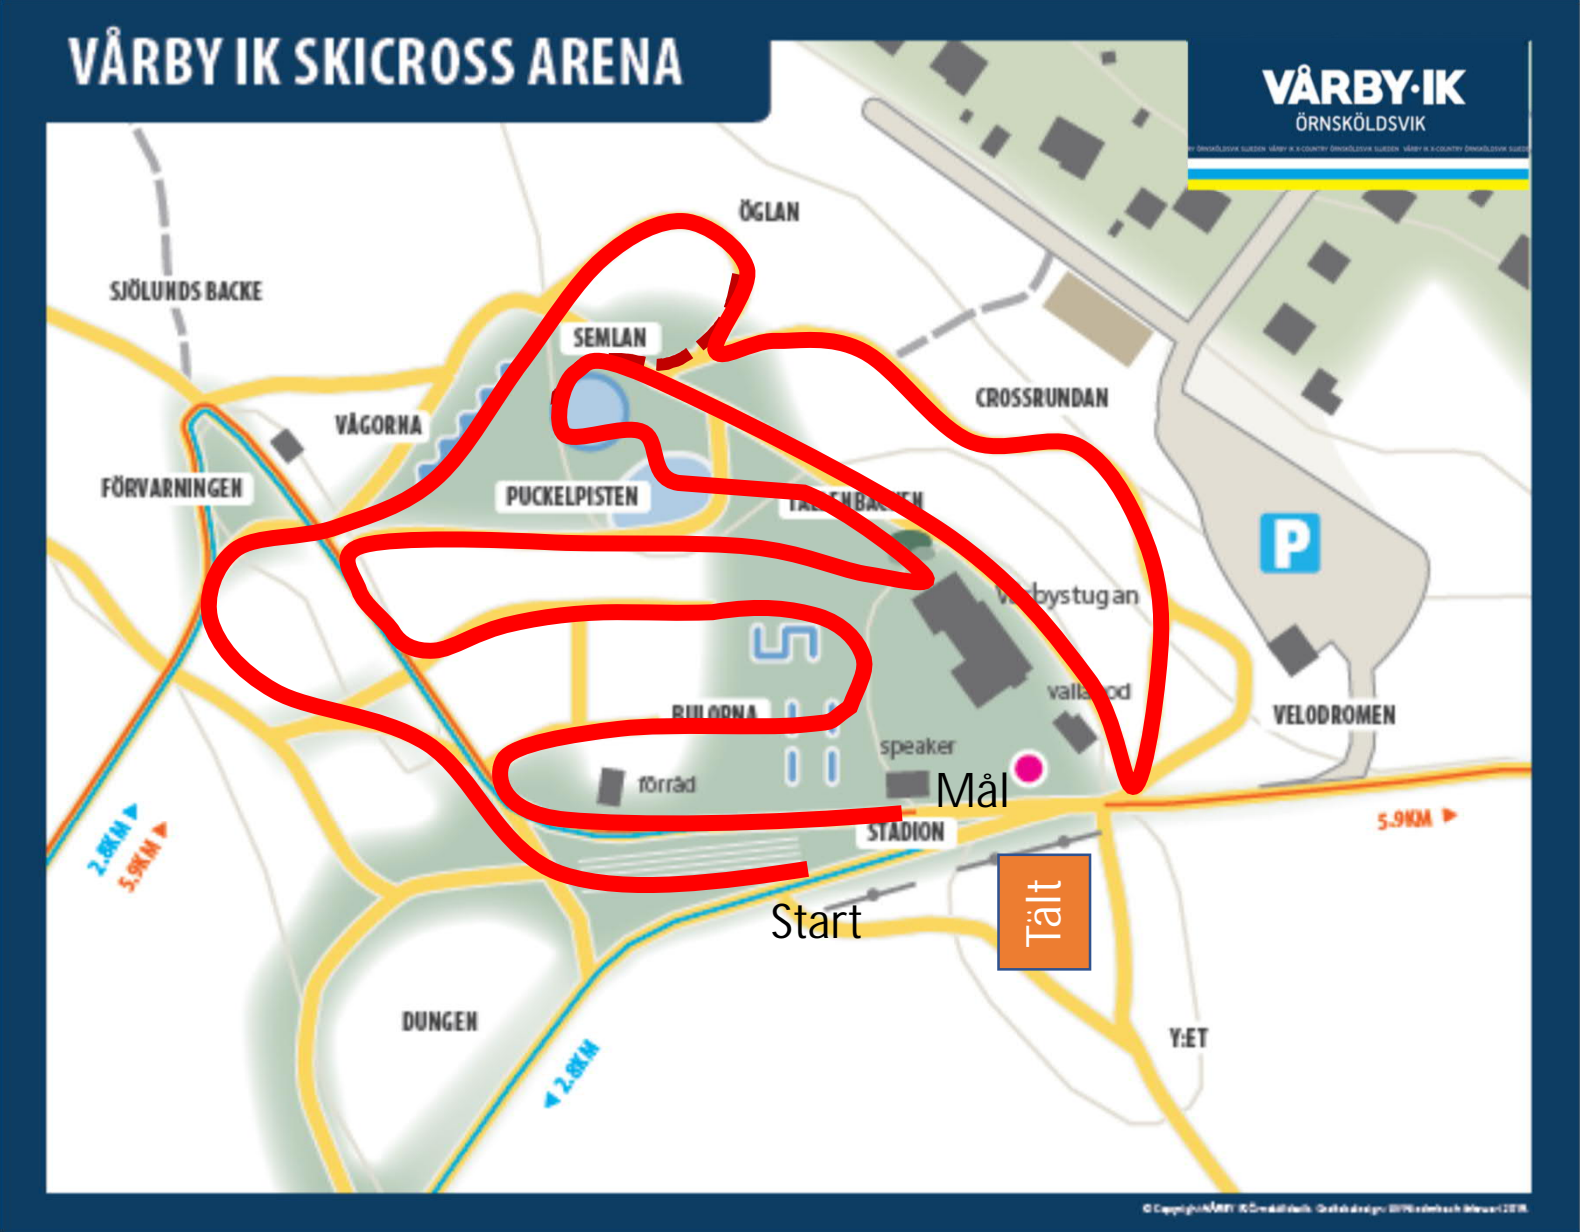 VÅRBY IK SKICROSS ARENA
VÅRBY·IK
ÖRNSKÖLDSVIK
ÖGLAN
SJÖLUNDS BACKE
SEMLAN
CROSSRUNDAN
VÅGORNA
FÖRVARNINGEN
PUCKELPISTEN
P
Vårbystugan
VELODROMEN
speaker
förråd
Mål
STADION
5.9KM
2.8KM
5.9KM
Tält
Start
DUNGEN
Y:ET
2.8KM